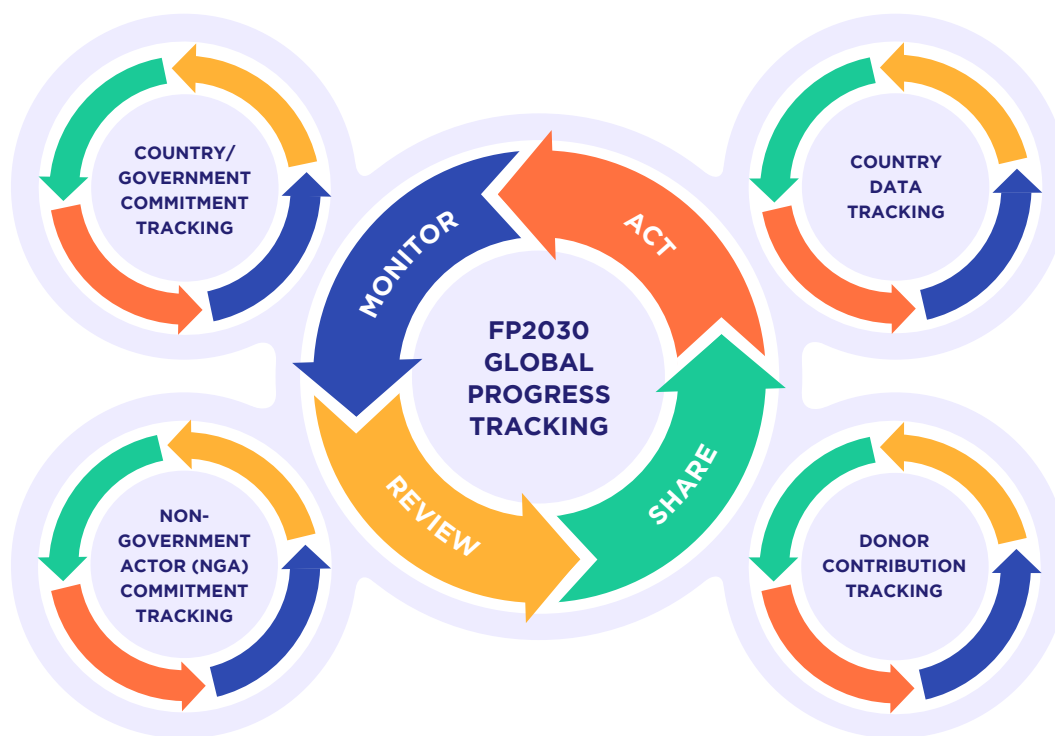 COUNTRY/
GOVERNMENT
COMMITMENT
TRACKING
COUNTRY
DATA
TRACKING
MONITOR
ACT
FP2030
GLOBAL
PROGRESS
TRACKING
REVIEW
SHARE
NON-
GOVERNMENT
ACTOR (NGA)
COMMITMENT
TRACKING
DONOR
CONTRIBUTION
TRACKING